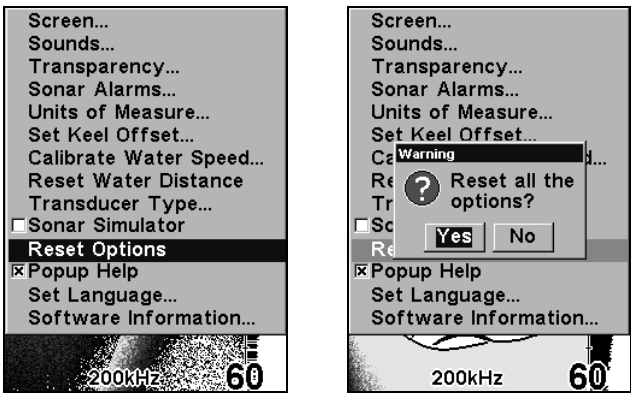 Screen...
Sounds...
Transparency...
Sonar Alarms...
Units of Measure...
Set Keel Offset...
Calibrate Water Speed...
Reset Water Distance
Transducer Type...
Sonar Simulator
Reset Options
Popup Help
Set Language...
Software Information...
200kHz 60
Screen...
Sounds...
Transparency...
Sonar Alarms...
Units of Measure...
Set Keel Offset...
Warning
Reset all the
options?
Yes No
Popup Help
Set Language...
Software Information...
200kHz 60